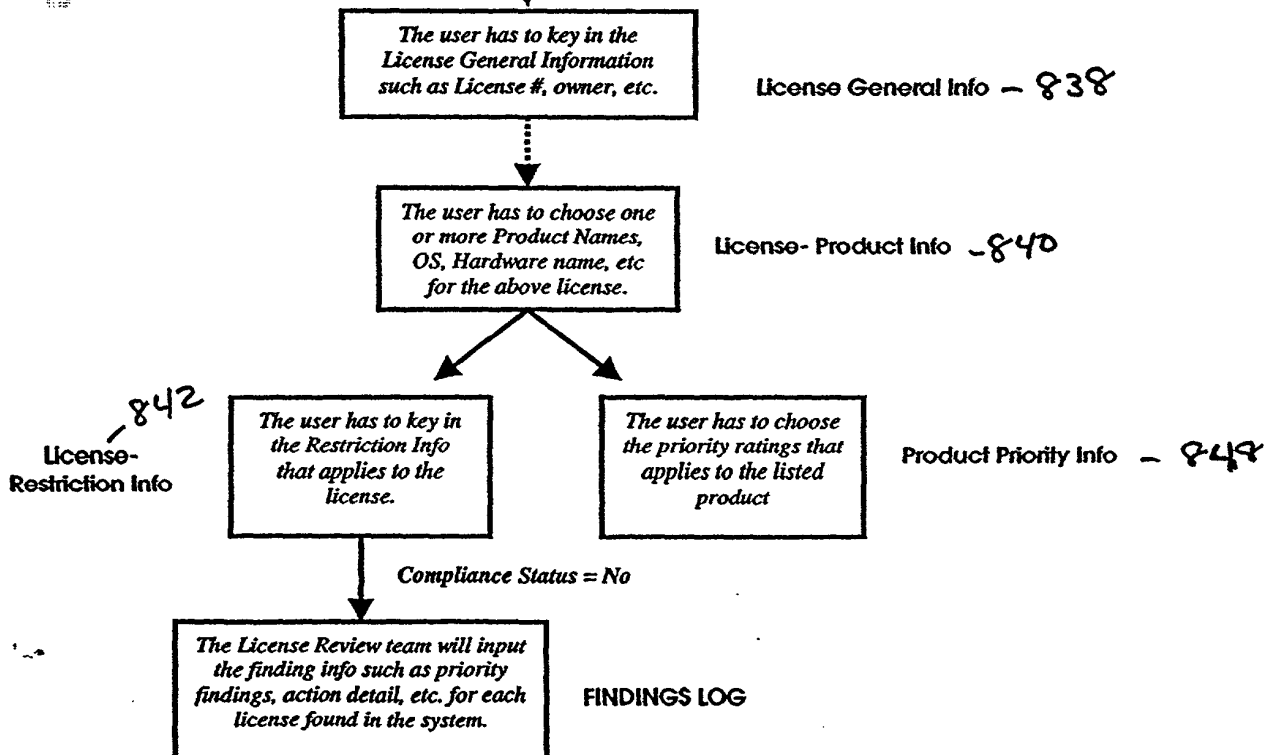 The user has to key in the
License General Information
such as License #, owner, etc.
License General Info – 838
The user has to choose one
or more Product Names,
OS, Hardware name, etc
for the above license.
License- Product Info - 840
842
License-
Restriction Info
The user has to key in
the Restriction Info
that applies to the
license.
The user has to choose
the priority ratings that
applies to the listed
product
Product Priority Info – 848
Compliance Status = No
The License Review team will input
the finding info such as priority
findings, action detail, etc. for each
license found in the system.
FINDINGS LOG